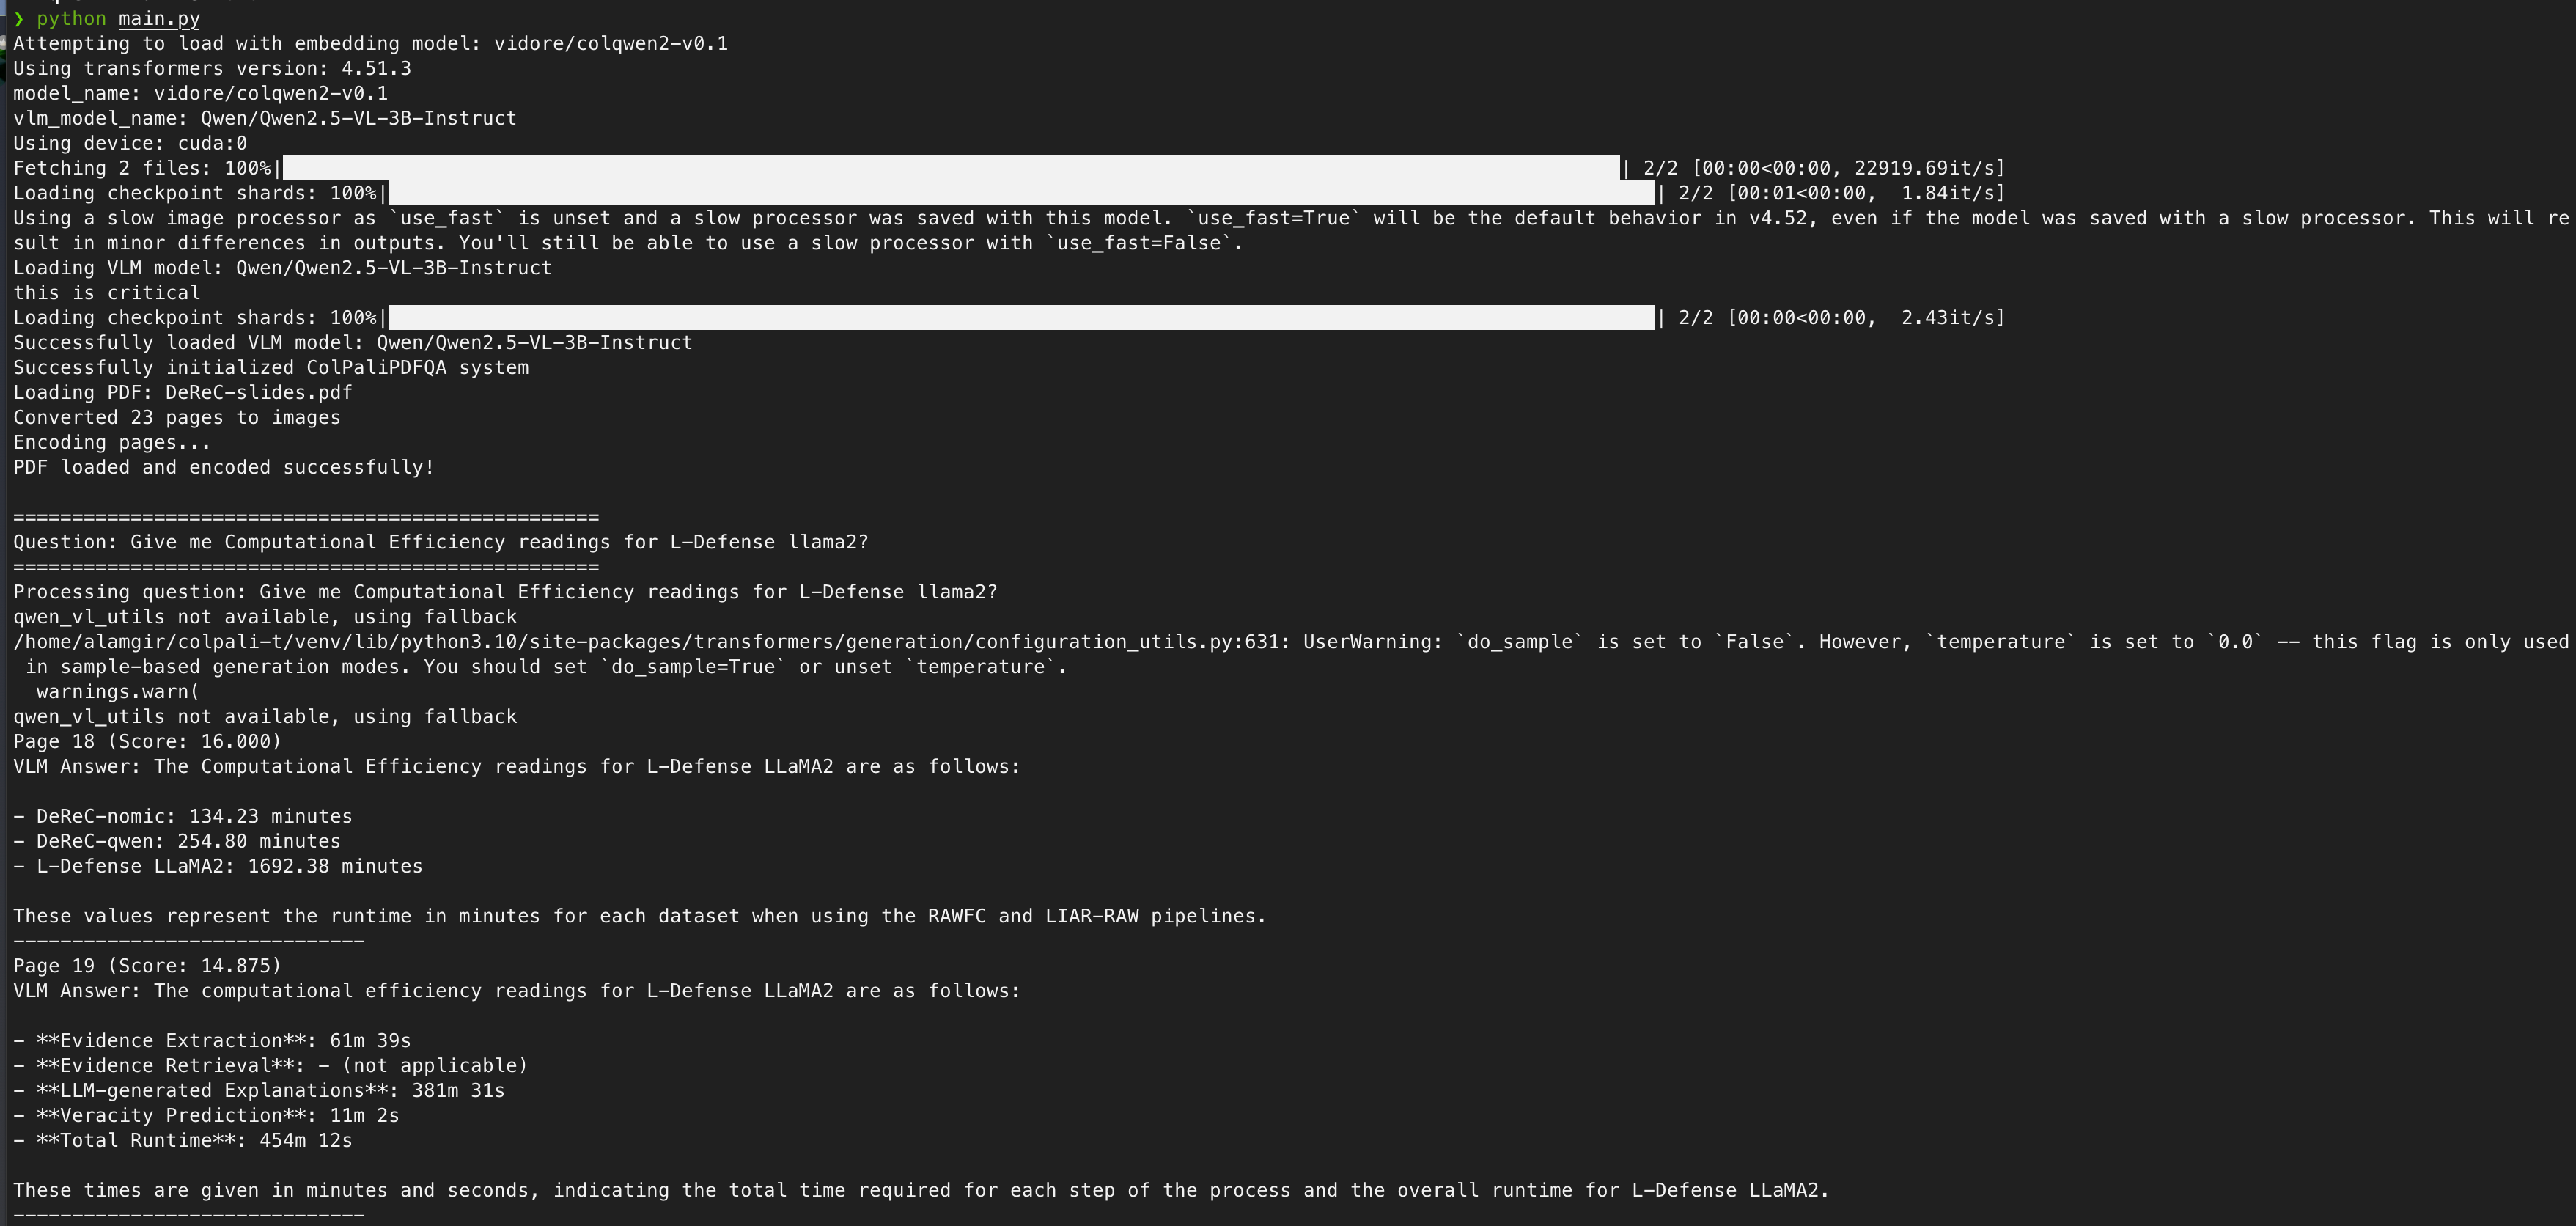 ❯ python main.py
Attempting to load with embedding model: vidore/colqwen2-v0.1
Using transformers version: 4.51.3
model_name: vidore/colqwen2-v0.1
vlm_model_name: Qwen/Qwen2.5-VL-3B-Instruct
Using device: cuda:0
Fetching 2 files: 100%|                                        | 2/2 [00:00<00:00, 22919.69it/s]
Loading checkpoint shards: 100%|                                        | 2/2 [00:01<00:00,  1.84it/s]
Using a slow image processor as `use_fast` is unset and a slow processor was saved with this model. `use_fast=True` will be the default behavior in v4.52, even if the model was saved with a slow processor. This will re
sult in minor differences in outputs. You'll still be able to use a slow processor with `use_fast=False`.
Loading VLM model: Qwen/Qwen2.5-VL-3B-Instruct
this is critical
Loading checkpoint shards: 100%|                                        | 2/2 [00:00<00:00,  2.43it/s]
Successfully loaded VLM model: Qwen/Qwen2.5-VL-3B-Instruct
Successfully initialized ColPaliPDFQA system
Loading PDF: DeReC-slides.pdf
Converted 23 pages to images
Encoding pages...
PDF loaded and encoded successfully!
==================================================
Question: Give me Computational Efficiency readings for L-Defense llama2?
==================================================
Processing question: Give me Computational Efficiency readings for L-Defense llama2?
qwen_vl_utils not available, using fallback
/home/alamgir/colpali-t/venv/lib/python3.10/site-packages/transformers/generation/configuration_utils.py:631: UserWarning: `do_sample` is set to `False`. However, `temperature` is set to `0.0` -- this flag is only used
 in sample-based generation modes. You should set `do_sample=True` or unset `temperature`.
  warnings.warn(
qwen_vl_utils not available, using fallback
Page 18 (Score: 16.000)
VLM Answer: The Computational Efficiency readings for L-Defense LLaMA2 are as follows:
- DeReC-nomic: 134.23 minutes
- DeReC-qwen: 254.80 minutes
- L-Defense LLaMA2: 1692.38 minutes
These values represent the runtime in minutes for each dataset when using the RAWFC and LIAR-RAW pipelines.
------------------------------
Page 19 (Score: 14.875)
VLM Answer: The computational efficiency readings for L-Defense LLaMA2 are as follows:
- **Evidence Extraction**: 61m 39s
- **Evidence Retrieval**: - (not applicable)
- **LLM-generated Explanations**: 381m 31s
- **Veracity Prediction**: 11m 2s
- **Total Runtime**: 454m 12s
These times are given in minutes and seconds, indicating the total time required for each step of the process and the overall runtime for L-Defense LLaMA2.
------------------------------